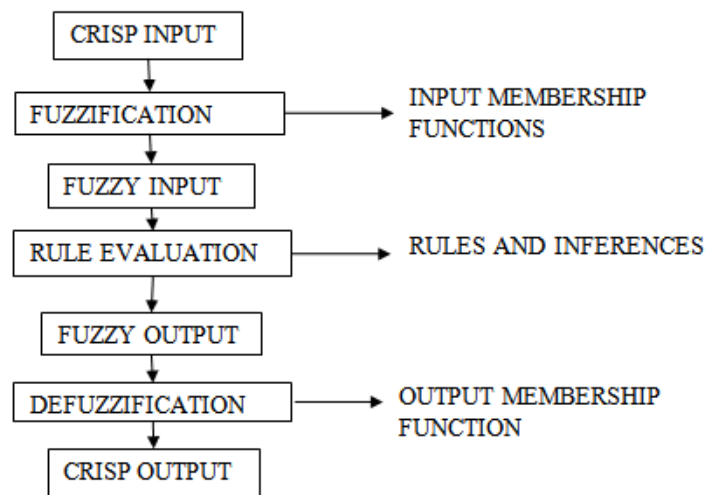 CRISP INPUT
FUZZIFICATION
INPUT MEMBERSHIP
FUNCTIONS
FUZZY INPUT
RULE EVALUATION
RULES AND INFERENCES
FUZZY OUTPUT
DEFUZZIFICATION
OUTPUT MEMBERSHIP
FUNCTION
CRISP OUTPUT